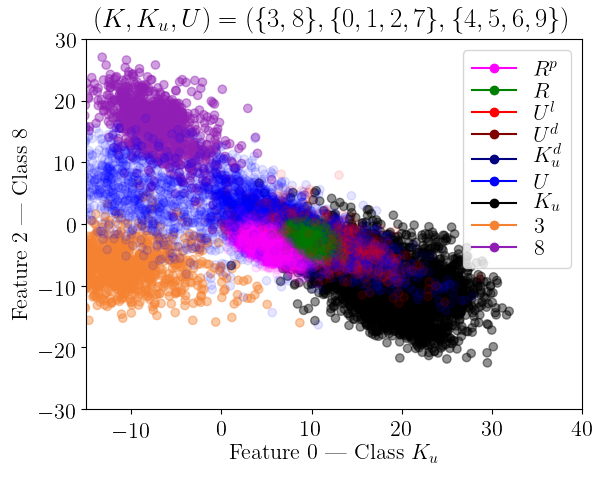 (K, K_u, U) = ({3, 8}, {0, 1, 2, 7}, {4, 5, 6, 9})
30
20
10
0
−10
−20
−30
−10
0
10
20
30
40
Feature 2 — Class 8
Feature 0 — Class K_u
R^p
R
U^l
U^d
K_u^d
U
K_u
3
8